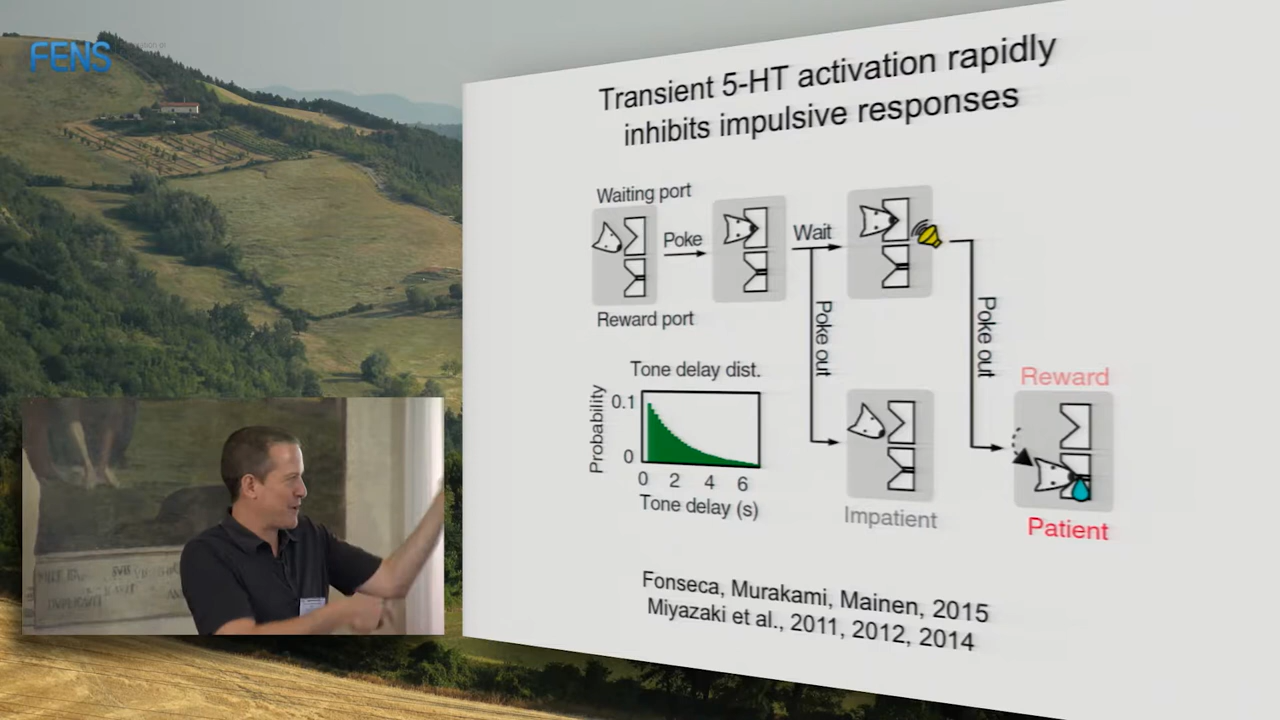 FENS
Transient 5-HT activation rapidly
inhibits impulsive responses
Waiting port
Poke
Wait
Reward port
Poke out
Poke out
Tone delay dist.
Probability
0.1
0
0 2 4 6
Tone delay (s)
Reward
Impatient
Patient
Fonseca, Murakami, Mainen, 2015
Miyazaki et al., 2011, 2012, 2014